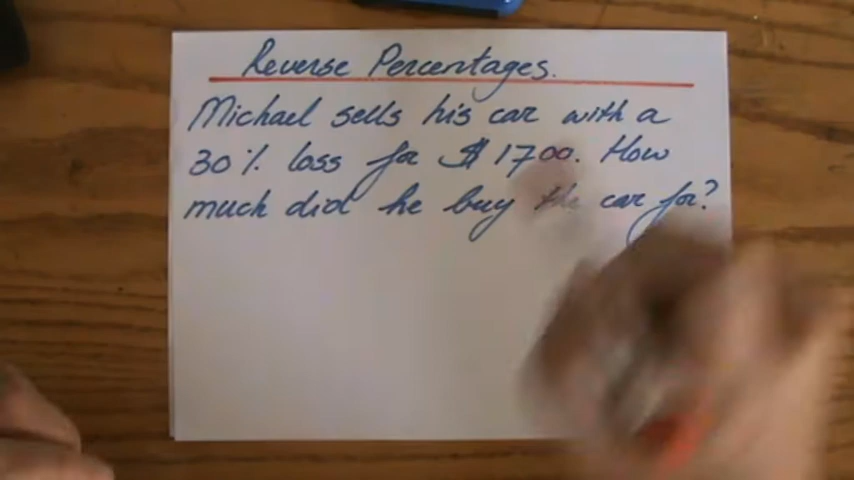 Reverse Percentages.
Michael sells his car with a
30% loss for $1700. How
much did he buy the car for?